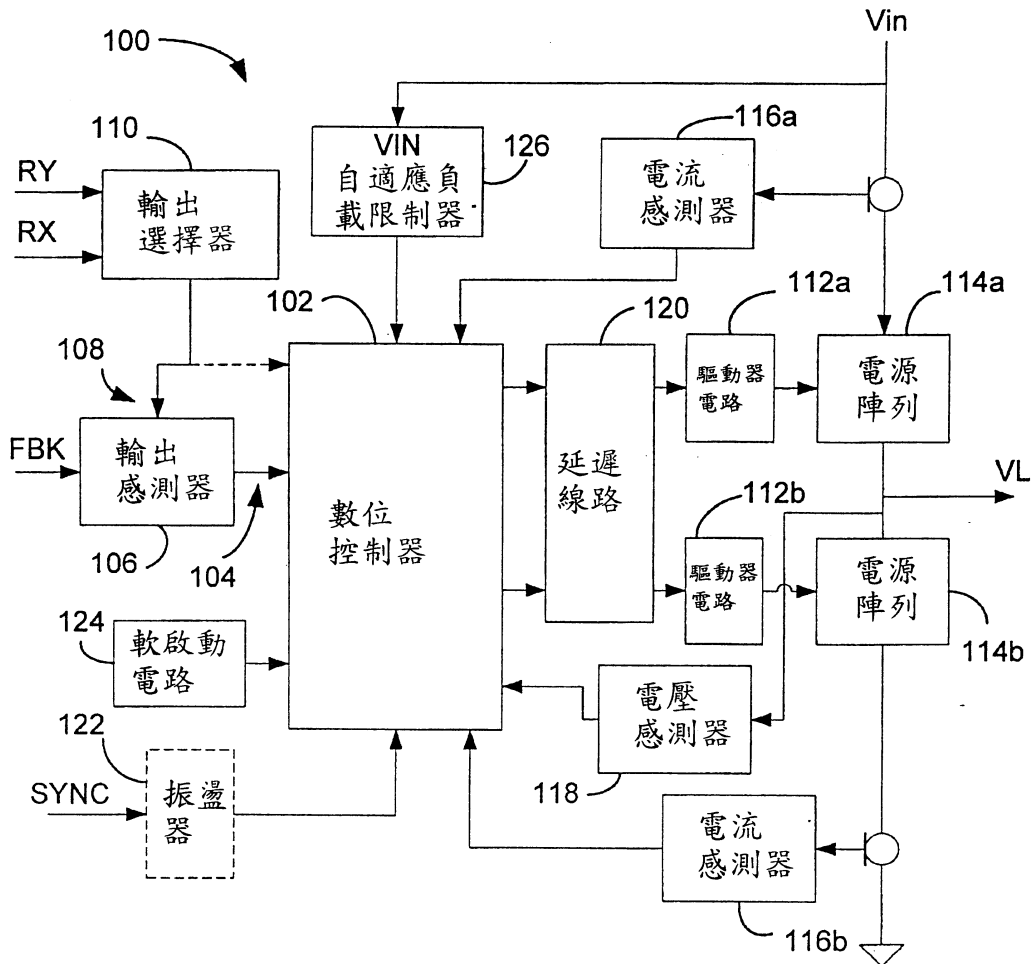 100
Vin
110
RY
RX
輸出
選擇器
VIN
自適應負
載限制器
126
116a
電流
感測器
102
120
112a
114a
108
FBK
輸出
感測器
106
104
數位
控制器
延遲
線路
驅動器
電路
電源
陣列
VL
112b
驅動器
電路
電源
陣列
114b
124
軟啟動
電路
122
SYNC
振盪
器
電壓
感測器
118
電流
感測器
116b